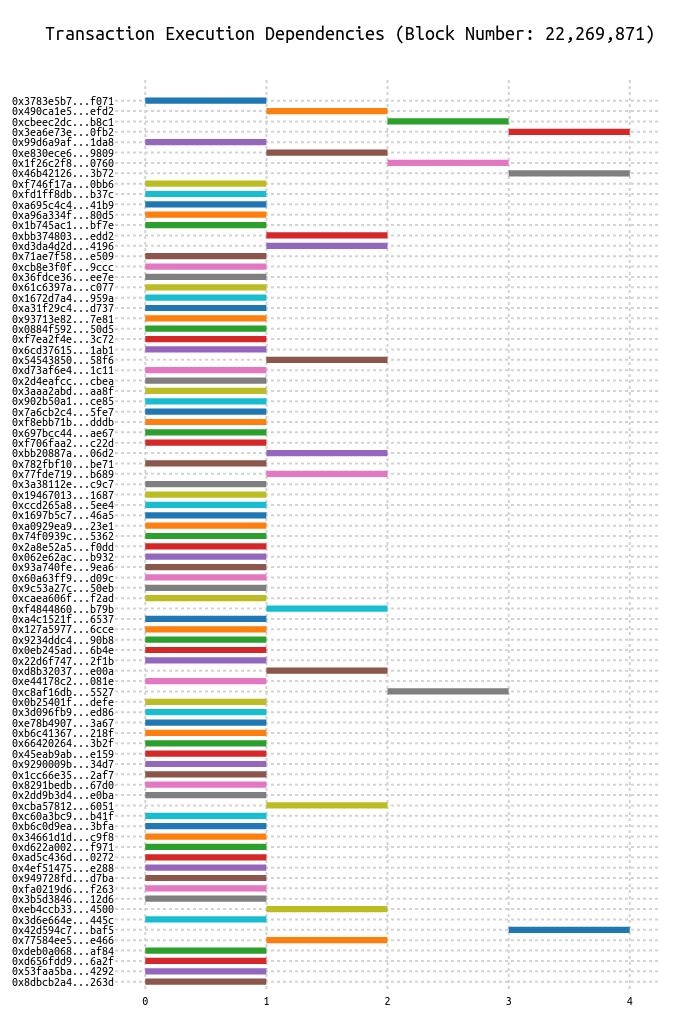 Transaction Execution Dependencies (Block Number: 22,269,871)
0x3783e5b7...f071
0x490ca1e5...efd2
0xcbeec2dc...b8c1
0x3ea6e73e...0fb2
0x99d6a9af...1da8
0xe830ece6...9809
0x1f26c2f8...0760
0x46b42126...3b72
0xf746f17a...0bb6
0xfd1ff8db...b37c
0xa695c4c4...41b9
0xa96a334f...80d5
0x1b745ac1...bf7e
0xbb374803...edd2
0xd3da4d2d...4196
0x71ae7f58...e509
0xcb8e3f0f...9ccc
0x36fdce36...ee7e
0x61c6397a...c077
0x1672d7a4...959a
0xa31f29c4...d737
0x93713e82...7e81
0x0884f592...50d5
0xf7ea2f4e...3c72
0x6cd37615...1ab1
0x54543850...58f6
0xd73af6e4...1c11
0x2d4eafcc...cbea
0x3aaa2abd...aa8f
0x902b50a1...ce85
0x7a6cb2c4...5fe7
0xf8ebb71b...dddb
0x697bcc44...ae67
0xf706faa2...c22d
0xbb20887a...06d2
0x782fbf10...be71
0x77fde719...b689
0x3a38112e...c9c7
0x19467013...1687
0xccd265a8...5ee4
0x1697b5c7...46a5
0xa0929ea9...23e1
0x74f0939c...5362
0x2a8e52a5...f0dd
0x062e62ac...b932
0x93a740fe...9ea6
0x60a63ff9...d09c
0x9c53a27c...50eb
0xcaea606f...f2ad
0xf4844860...b79b
0xa4c1521f...6537
0x127a5977...6cce
0x9234ddc4...90b8
0x0eb245ad...6b4e
0x22d6f747...2f1b
0xd8b32037...e00a
0xe44178c2...081e
0xc8af16db...5527
0x0b25401f...defe
0x3d096fb9...ed86
0xe78b4907...3a67
0xb6c41367...218f
0x66420264...3b2f
0x45eab9ab...e159
0x9290009b...34d7
0x1cc66e35...2af7
0x8291bedb...67d0
0x2dd9b3d4...e0ba
0xcba57812...6051
0xc60a3bc9...b41f
0xb6c0d9ea...3bfa
0x34661d1d...c9f8
0xd622a002...f971
0xad5c436d...0272
0x4ef51475...e288
0x949728fd...d7ba
0xfa0219d6...f263
0x3b5d3846...12d6
0xeb4ccb33...4500
0x3d6e664e...445c
0x42d594c7...baf5
0x77584ee5...e466
0xdeb0a068...af84
0xd656fdd9...6a2f
0x53faa5ba...4292
0x8dbcb2a4...263d
0 1 2 3 4